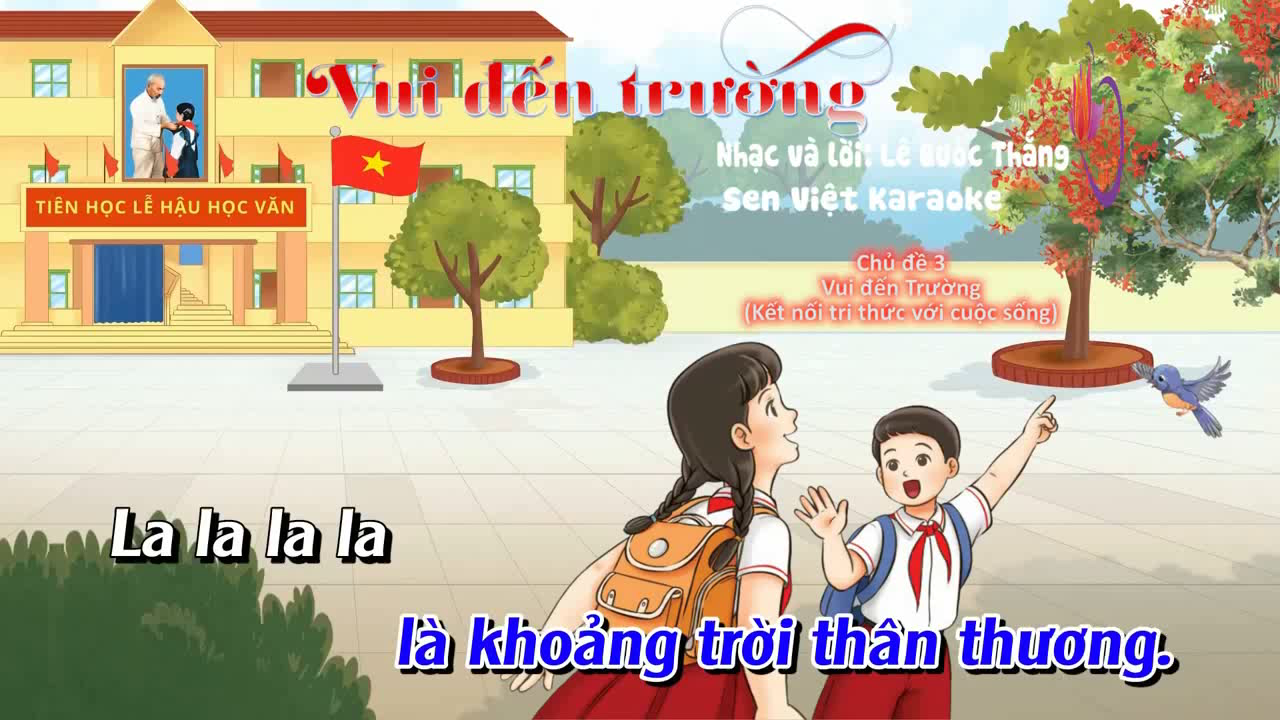 Vui đến trường
Nhạc và lời: Lê Quốc Thắng
Sen Việt Karaoke
TIÊN HỌC LỄ HẬU HỌC VĂN
Chủ đề 3
Vui đến Trường
(Kết nối tri thức với cuộc sống)
La la la la
là khoảng trời thân thương.